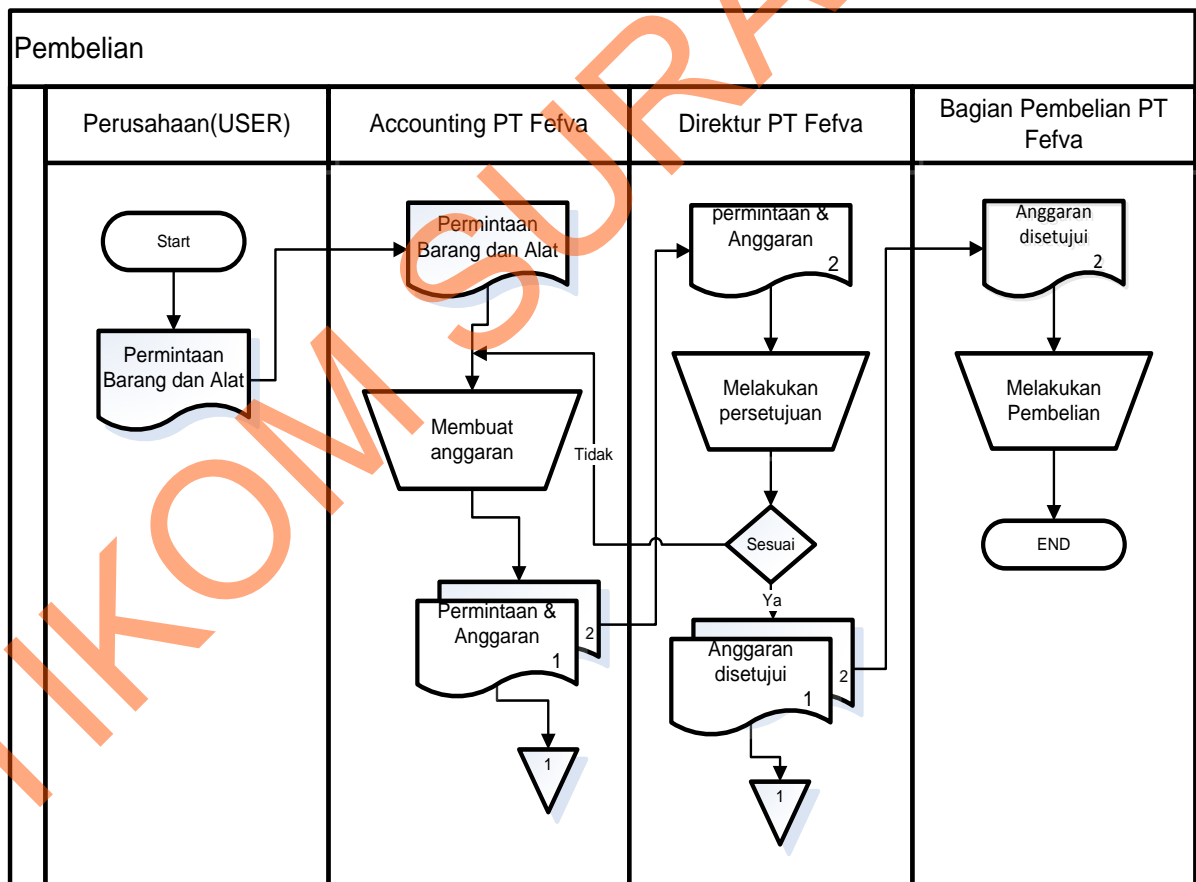 Pembelian
Perusahaan(USER)
Accounting PT Fefva
Direktur PT Fefva
Bagian Pembelian PT
Fefva
Start
Permintaan
Barang dan Alat
Permintaan
Barang dan Alat
Membuat
anggaran
Tidak
Permintaan &
Anggaran
1
2
1
permintaan &
Anggaran
2
Melakukan
persetujuan
Sesuai
Ya
Anggaran
disetujui
1
2
1
Anggaran
disetujui
2
Melakukan
Pembelian
END
IKOM SURA